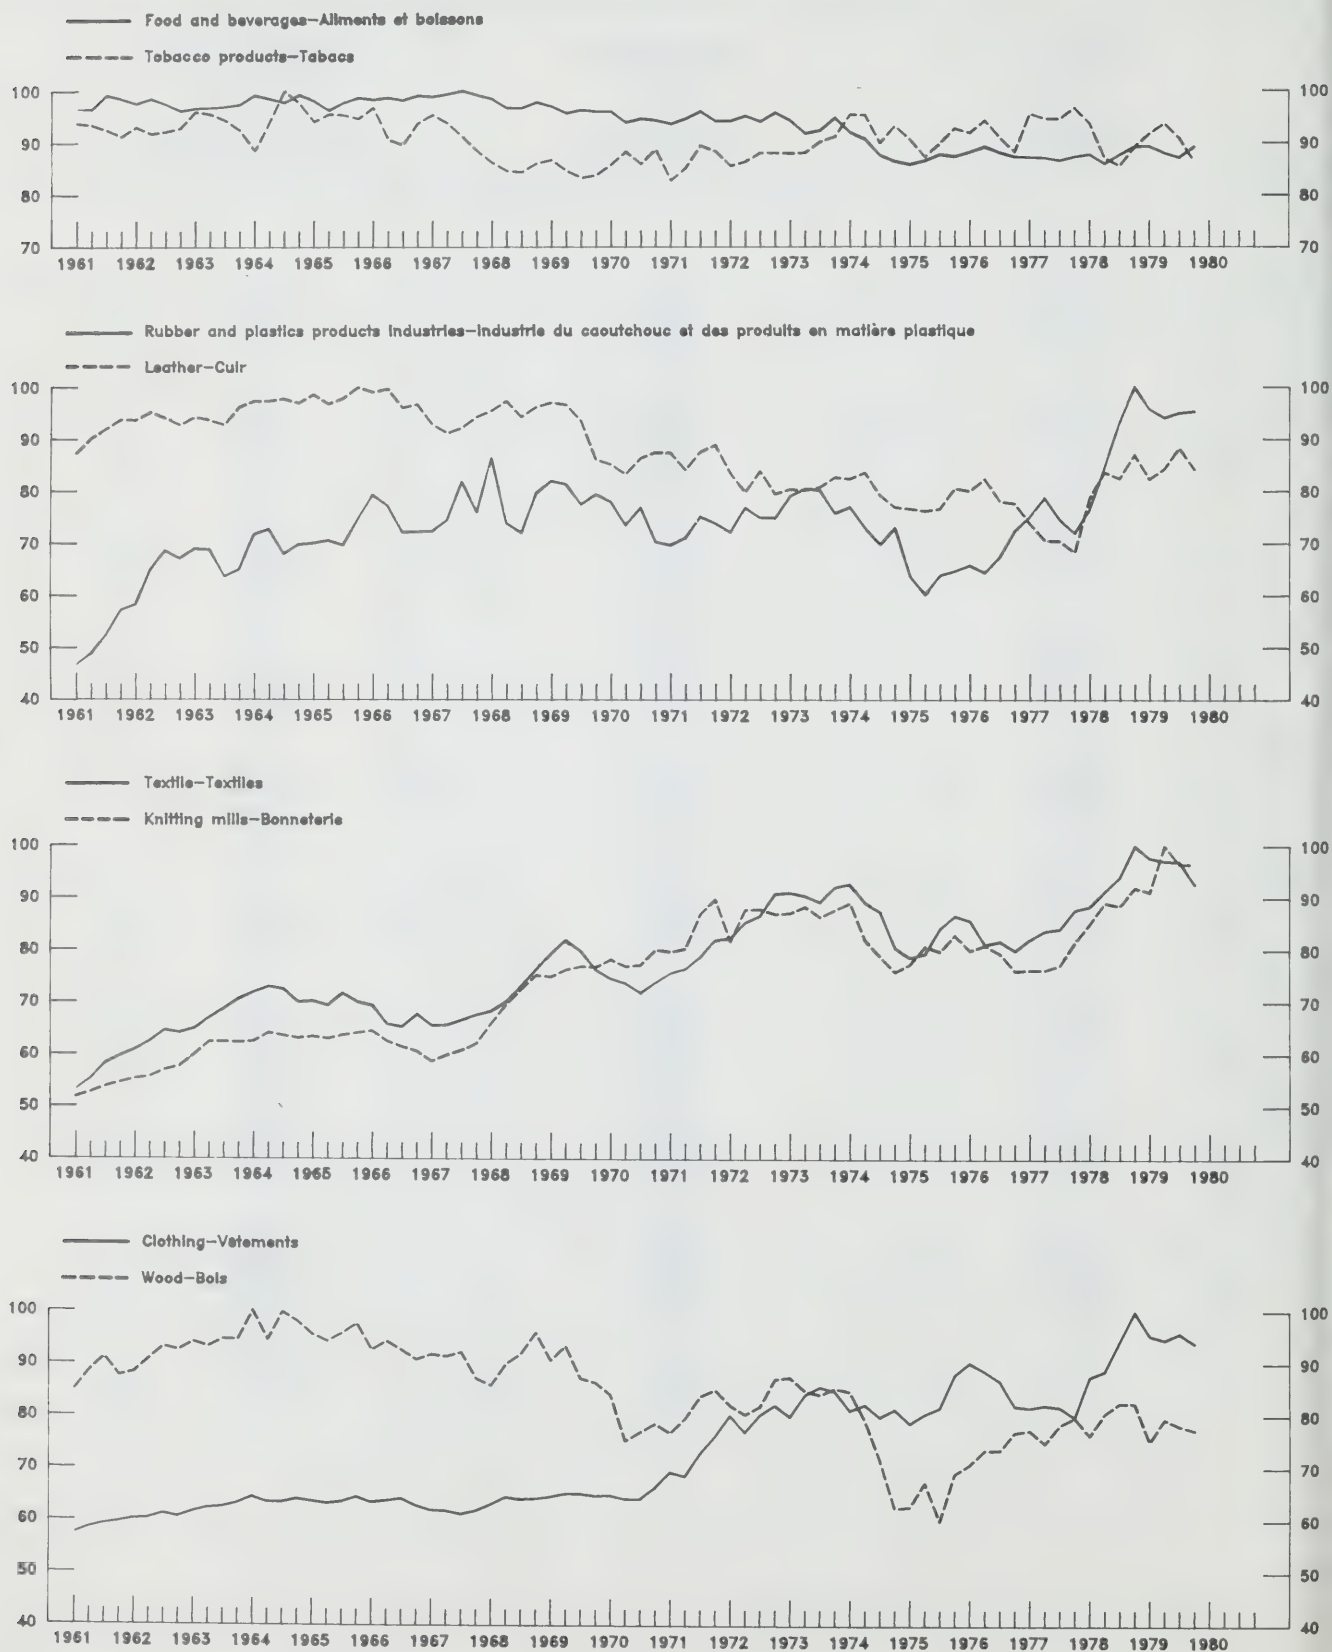 Food and beverages—Aliments et boissons
Tobacco products—Tabacs
100 100
90 90
80 80
70 70
1961 1962 1963 1964 1965 1966 1967 1968 1969 1970 1971 1972 1973 1974 1975 1976 1977 1978 1979 1980
Rubber and plastics products industries—Industrie du caoutchouc et des produits en matière plastique
Leather—Cuir
100 100
90 90
80 80
70 70
60 60
50 50
40 40
1961 1962 1963 1964 1965 1966 1967 1968 1969 1970 1971 1972 1973 1974 1975 1976 1977 1978 1979 1980
Textile—Textiles
Knitting mills—Bonneterie
100 100
90 90
80 80
70 70
60 60
50 50
40 40
1961 1962 1963 1964 1965 1966 1967 1968 1969 1970 1971 1972 1973 1974 1975 1976 1977 1978 1979 1980
Clothing—Vêtements
Wood—Bois
100 100
90 90
80 80
70 70
60 60
50 50
40 40
1961 1962 1963 1964 1965 1966 1967 1968 1969 1970 1971 1972 1973 1974 1975 1976 1977 1978 1979 1980